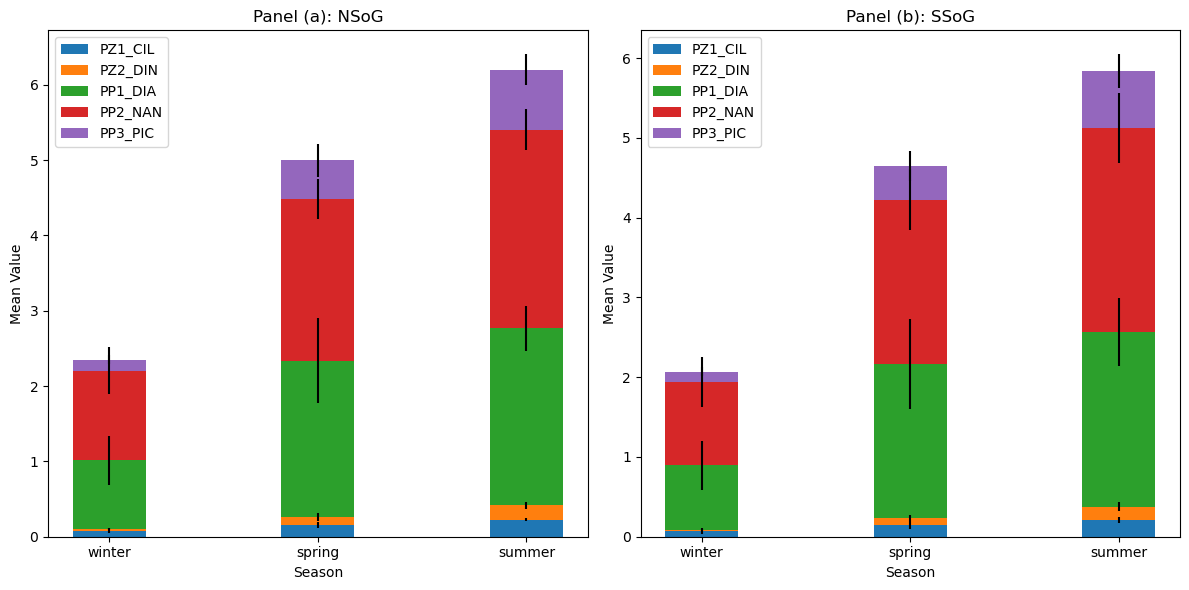 Panel (a): NSoG
PZ1_CIL
PZ2_DIN
PP1_DIA
PP2_NAN
PP3_PIC
6
5
4
3
2
1
0
Mean Value
winter
spring
summer
Season
Panel (b): SSoG
PZ1_CIL
PZ2_DIN
PP1_DIA
PP2_NAN
PP3_PIC
6
5
4
3
2
1
0
Mean Value
winter
spring
summer
Season